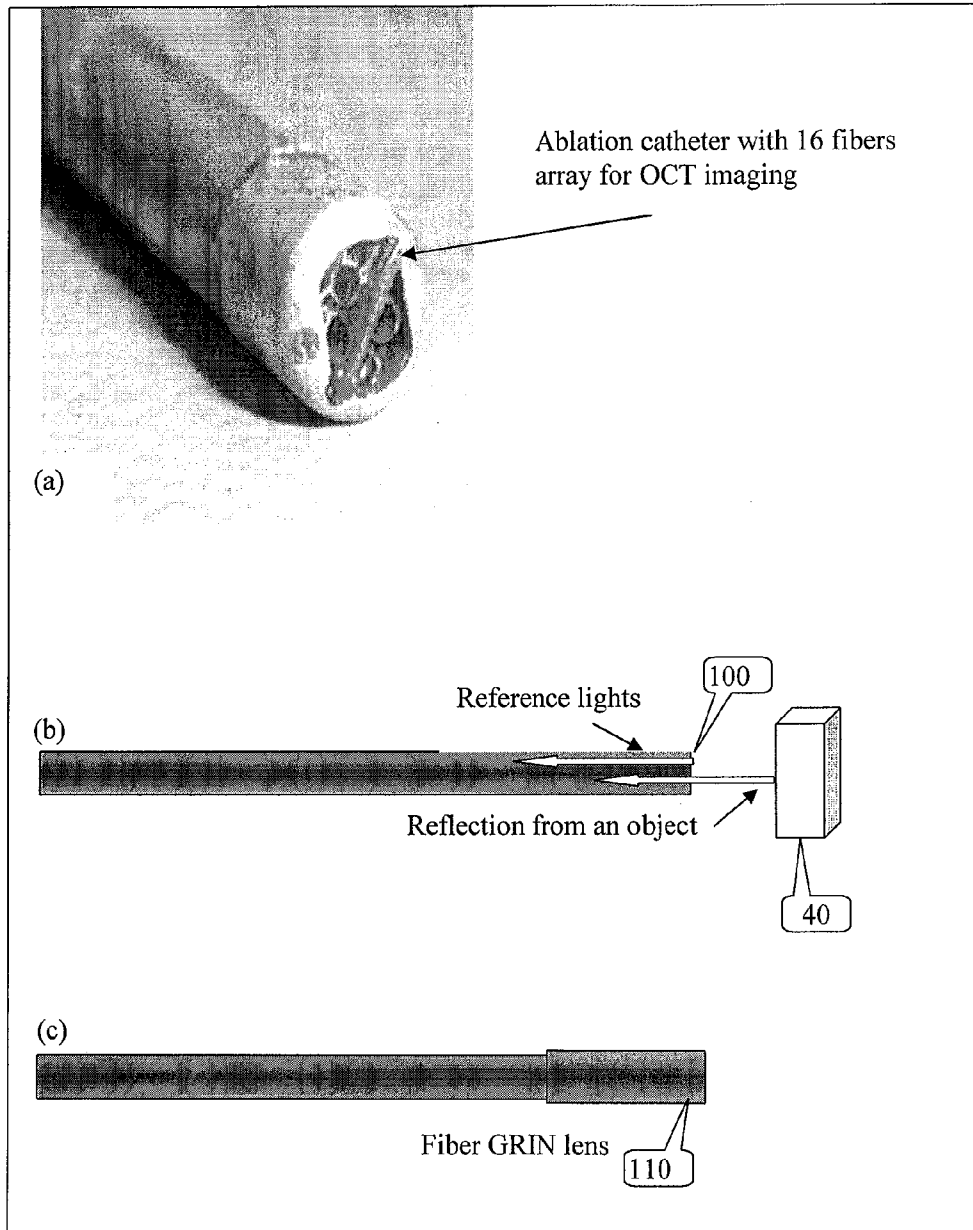 Ablation catheter with 16 fibers
array for OCT imaging
(a)
100
Reference lights
(b)
Reflection from an object
40
(c)
Fiber GRIN lens
110